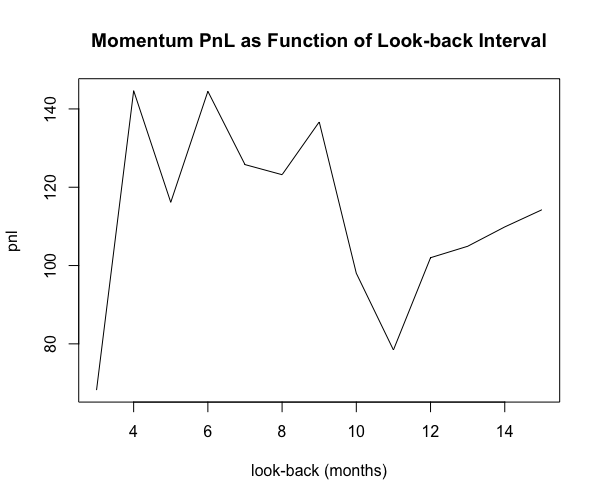 Momentum PnL as Function of Look-back Interval
140
120
100
80
pnl
4 6 8 10 12 14
look-back (months)